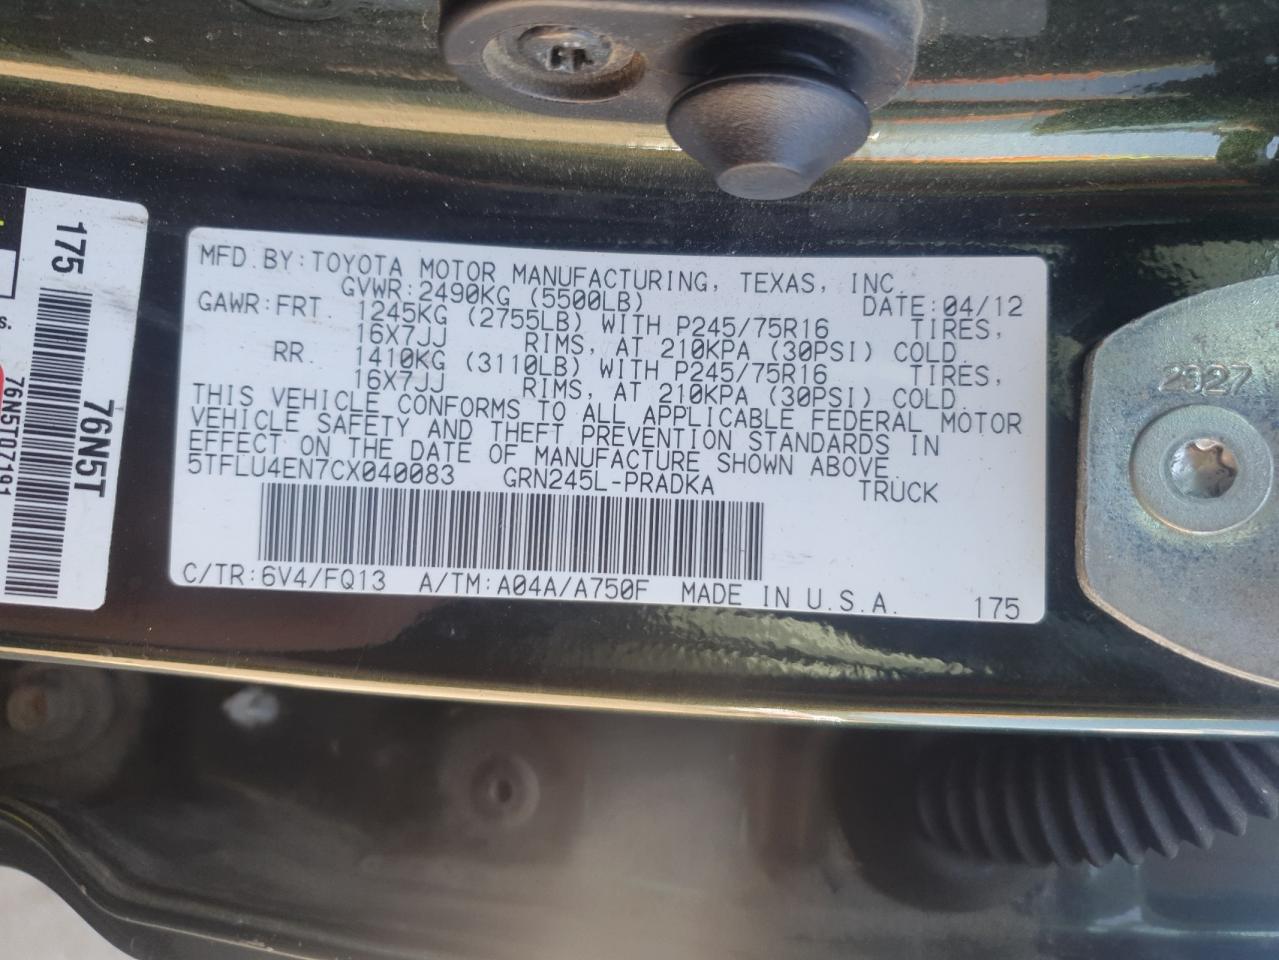 MFD. BY: TOYOTA MOTOR MANUFACTURING, TEXAS, INC.
GVWR: 2490KG (5500LB) DATE: 04/12
GAWR: FRT. 1245KG (2755LB) WITH P245/75R16 TIRES,
16X7JJ RIMS, AT 210KPA (30PSI) COLD.
RR. 1410KG (3110LB) WITH P245/75R16 TIRES,
16X7JJ RIMS, AT 210KPA (30PSI) COLD.
THIS VEHICLE CONFORMS TO ALL APPLICABLE FEDERAL MOTOR
VEHICLE SAFETY AND THEFT PREVENTION STANDARDS IN
EFFECT ON THE DATE OF MANUFACTURE SHOWN ABOVE.
5TFLU4EN7CX040083 GRN245L-PRADKA TRUCK
C/TR: 6V4/FQ13 A/TM: A04A/A750F MADE IN U.S.A. 175
175
76N5T
76N5T07191
2327